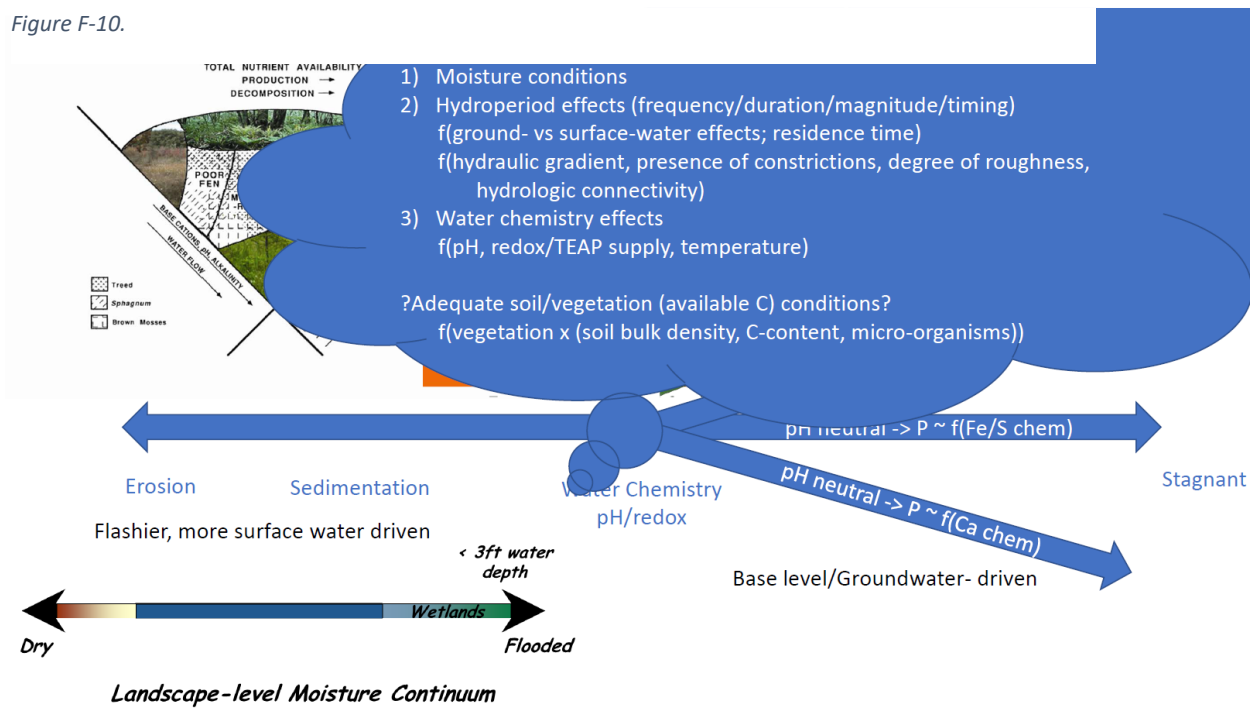 Figure F-10.
TOTAL NUTRIENT AVAILABILITY
PRODUCTION →
DECOMPOSITION →
1) Moisture conditions
2) Hydroperiod effects (frequency/duration/magnitude/timing)
f(ground- vs surface-water effects; residence time)
f(hydraulic gradient, presence of constrictions, degree of roughness,
hydrologic connectivity)
3) Water chemistry effects
f(pH, redox/TEAP supply, temperature)
?Adequate soil/vegetation (available C) conditions?
f(vegetation x (soil bulk density, C-content, micro-organisms))
POOR
FEN
BASE CATIONS, pH, ALKALINITY
WATER FLOW
Treed
Sphagnum
Brown Mosses
pH neutral -> P ~ f(Fe/S chem)
pH neutral -> P ~ f(Ca chem)
Erosion
Sedimentation
Water Chemistry
pH/redox
Stagnant
Flashier, more surface water driven
Base level/Groundwater- driven
< 3ft water
depth
Wetlands
Dry
Flooded
Landscape-level Moisture Continuum